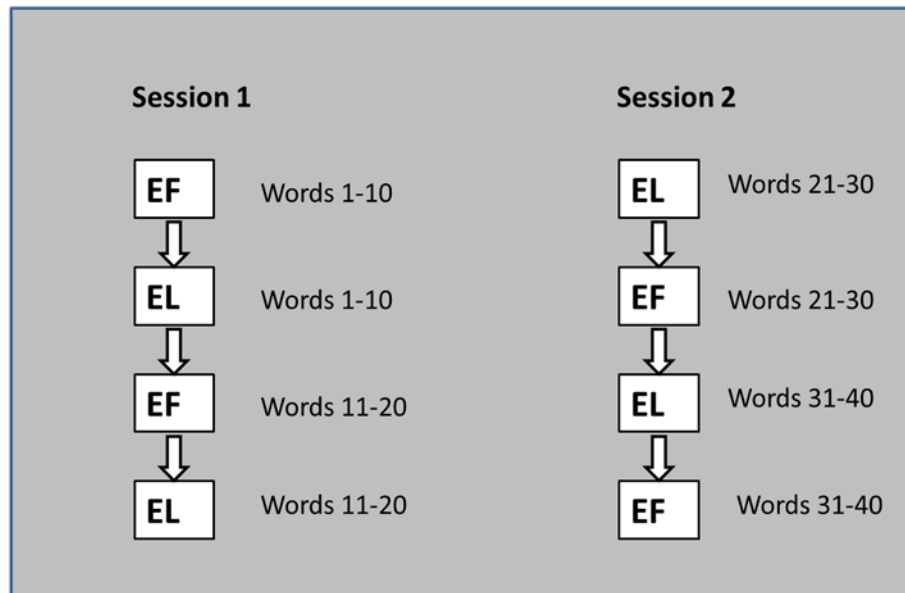 Session 1
EF Words 1-10
EL Words 1-10
EF Words 11-20
EL Words 11-20
Session 2
EL Words 21-30
EF Words 21-30
EL Words 31-40
EF Words 31-40